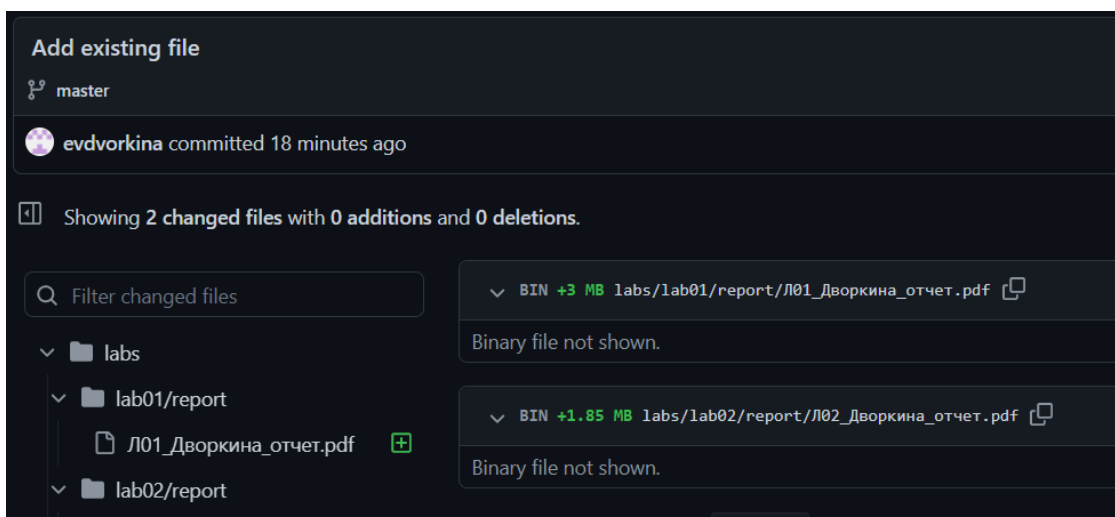 Add existing file
master
evdvorkina committed 18 minutes ago
Showing 2 changed files with 0 additions and 0 deletions.
Filter changed files
labs
lab01/report
Л01_Дворкина_отчет.pdf
lab02/report
BIN +3 MB labs/lab01/report/Л01_Дворкина_отчет.pdf
Binary file not shown.
BIN +1.85 MB labs/lab02/report/Л02_Дворкина_отчет.pdf
Binary file not shown.